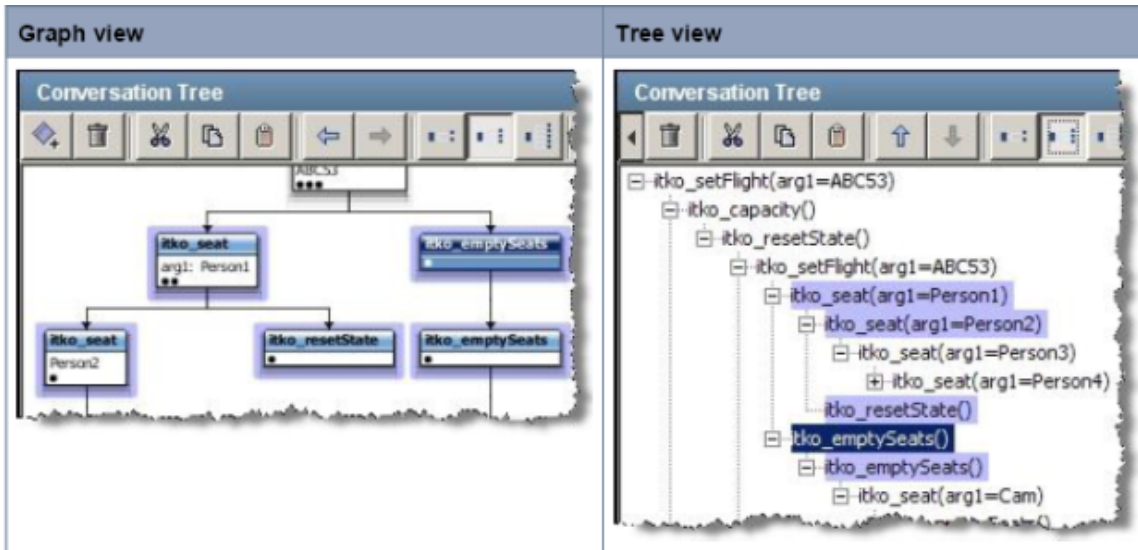 Graph view
Tree view
Conversation Tree
ABC53
itko_seat
arg1: Person1
itko_emptySeats
itko_seat
Person2
itko_resetState
itko_emptySeats
Conversation Tree
itko_setFlight(arg1=ABC53)
itko_capacity()
itko_resetState()
itko_setFlight(arg1=ABC53)
itko_seat(arg1=Person1)
itko_seat(arg1=Person2)
itko_seat(arg1=Person3)
itko_seat(arg1=Person4)
itko_resetState()
itko_emptySeats()
itko_emptySeats()
itko_seat(arg1=Cam)